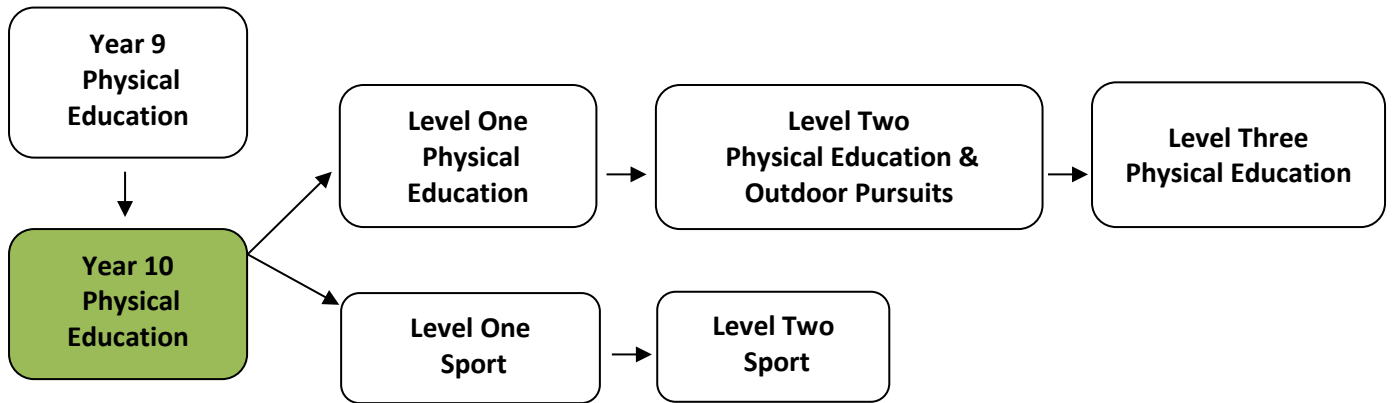 Year 9
Physical
Education
Year 10
Physical
Education
Level One
Physical
Education
Level Two
Physical Education &
Outdoor Pursuits
Level Three
Physical Education
Level One
Sport
Level Two
Sport